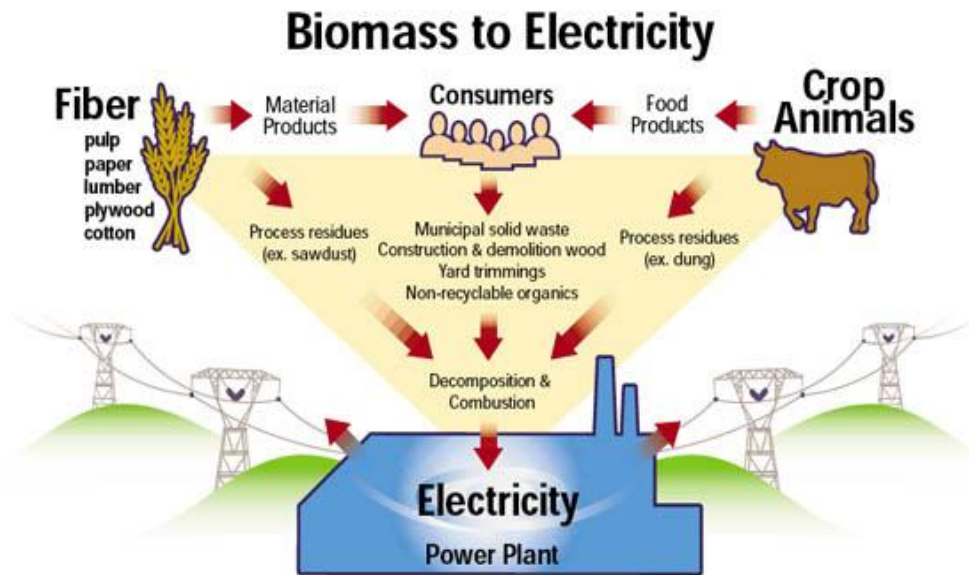 Biomass to Electricity
Fiber
pulp
paper
lumber
plywood
cotton
Material
Products
Consumers
Food
Products
Crop
Animals
Process residues
(ex. sawdust)
Municipal solid waste
Construction & demolition wood
Yard trimmings
Non-recyclable organics
Process residues
(ex. dung)
Decomposition &
Combustion
Electricity
Power Plant